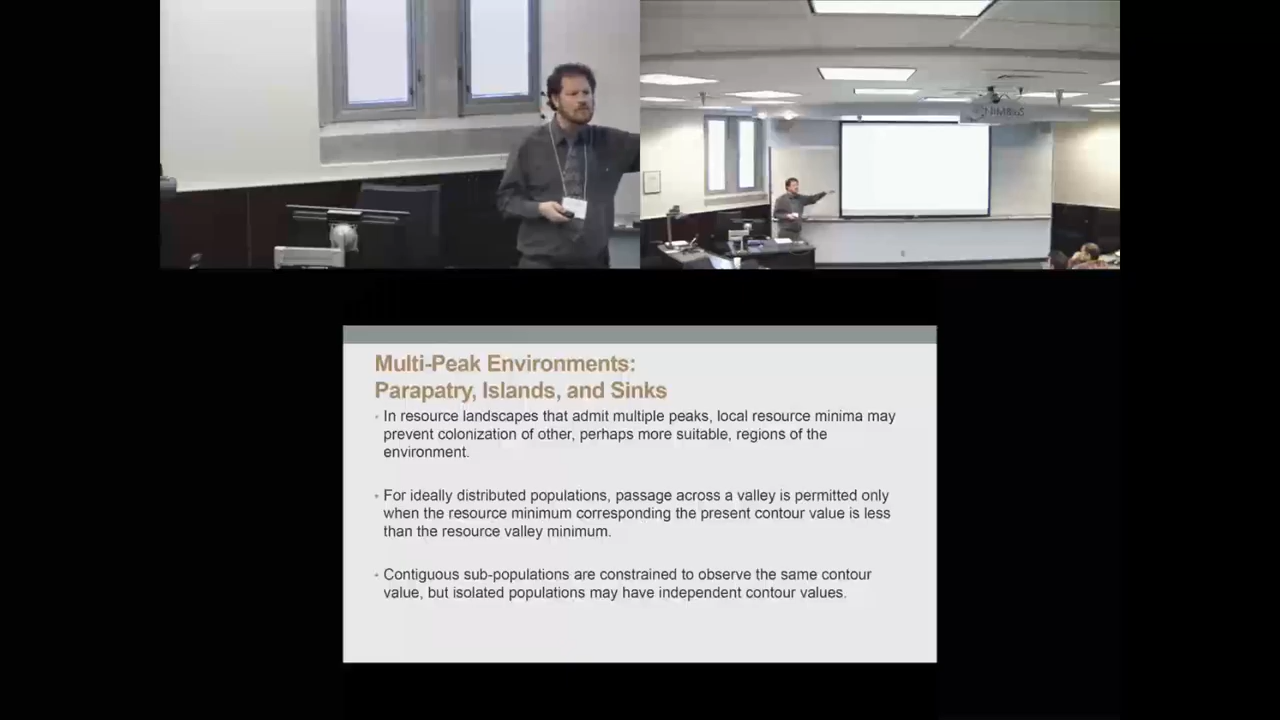 NIMBioS
Multi-Peak Environments:
Parapatry, Islands, and Sinks
• In resource landscapes that admit multiple peaks, local resource minima may
prevent colonization of other, perhaps more suitable, regions of the
environment.
• For ideally distributed populations, passage across a valley is permitted only
when the resource minimum corresponding the present contour value is less
than the resource valley minimum.
• Contiguous sub-populations are constrained to observe the same contour
value, but isolated populations may have independent contour values.